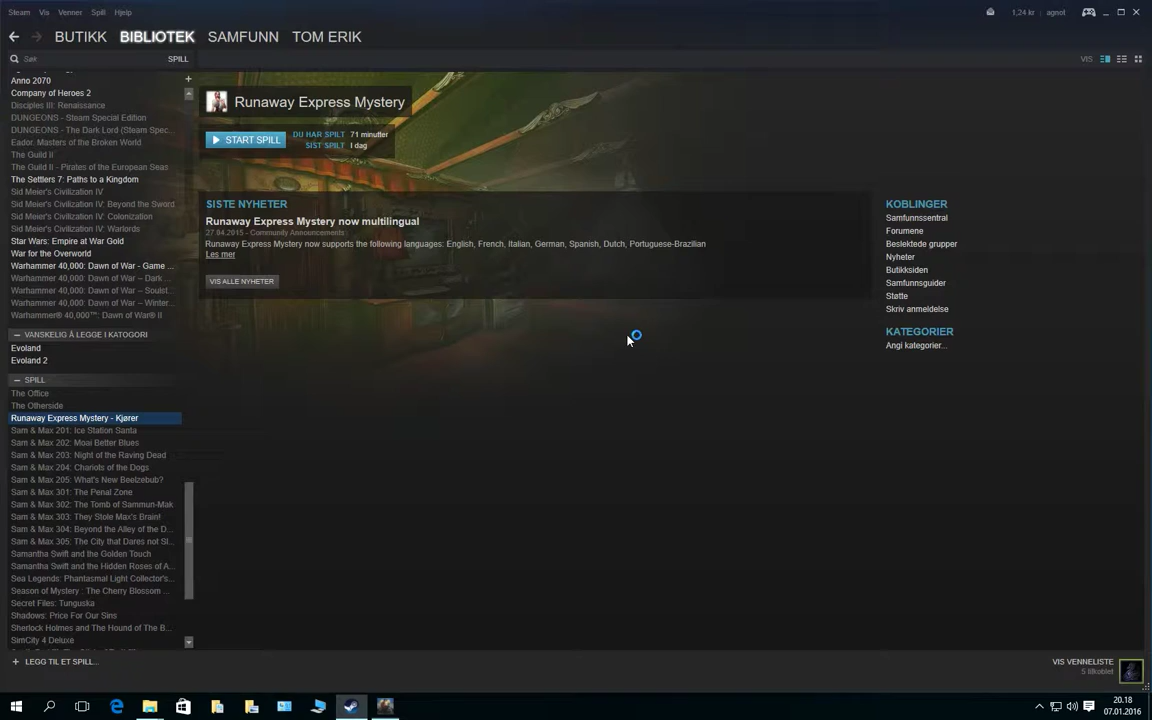 Steam Vis Venner Spill Hjelp
1,24 kr agnot
BUTIKK BIBLIOTEK SAMFUNN TOM ERIK
Søk SPILL
VIS
Anno 2070
Company of Heroes 2
Disciples III: Renaissance
DUNGEONS - Steam Special Edition
DUNGEONS - The Dark Lord (Steam Spec...
Eador. Masters of the Broken World
The Guild II
The Guild II - Pirates of the European Seas
The Settlers 7: Paths to a Kingdom
Sid Meier's Civilization IV
Sid Meier's Civilization IV: Beyond the Sword
Sid Meier's Civilization IV: Colonization
Sid Meier's Civilization IV: Warlords
Star Wars: Empire at War Gold
War for the Overworld
Warhammer 40,000: Dawn of War - Game ...
Warhammer 40,000: Dawn of War – Dark ...
Warhammer 40,000: Dawn of War – Soulst...
Warhammer 40,000: Dawn of War – Winter...
Warhammer® 40,000™: Dawn of War® II
VANSKELIG Å LEGGE I KATOGORI
Evoland
Evoland 2
SPILL
The Office
The Otherside
Runaway Express Mystery - Kjører
Sam & Max 201: Ice Station Santa
Sam & Max 202: Moai Better Blues
Sam & Max 203: Night of the Raving Dead
Sam & Max 204: Chariots of the Dogs
Sam & Max 205: What's New Beelzebub?
Sam & Max 301: The Penal Zone
Sam & Max 302: The Tomb of Sammun-Mak
Sam & Max 303: They Stole Max's Brain!
Sam & Max 304: Beyond the Alley of the D...
Sam & Max 305: The City that Dares not Sl...
Samantha Swift and the Golden Touch
Samantha Swift and the Hidden Roses of A...
Sea Legends: Phantasmal Light Collector's...
Season of Mystery : The Cherry Blossom ...
Secret Files: Tunguska
Shadows: Price For Our Sins
Sherlock Holmes and The Hound of The B...
SimCity 4 Deluxe
LEGG TIL ET SPILL...
Runaway Express Mystery
START SPILL
DU HAR SPILT 71 minutter
SIST SPILT I dag
SISTE NYHETER
Runaway Express Mystery now multilingual
27.04.2015 - Community Announcements
Runaway Express Mystery now supports the following languages: English, French, Italian, German, Spanish, Dutch, Portuguese-Brazilian
Les mer
VIS ALLE NYHETER
KOBLINGER
Samfunnssentral
Forumene
Beslektede grupper
Nyheter
Butikksiden
Samfunnsguider
Støtte
Skriv anmeldelse
KATEGORIER
Angi kategorier...
VIS VENNELISTE
5 tilkoblet
20.18
07.01.2016